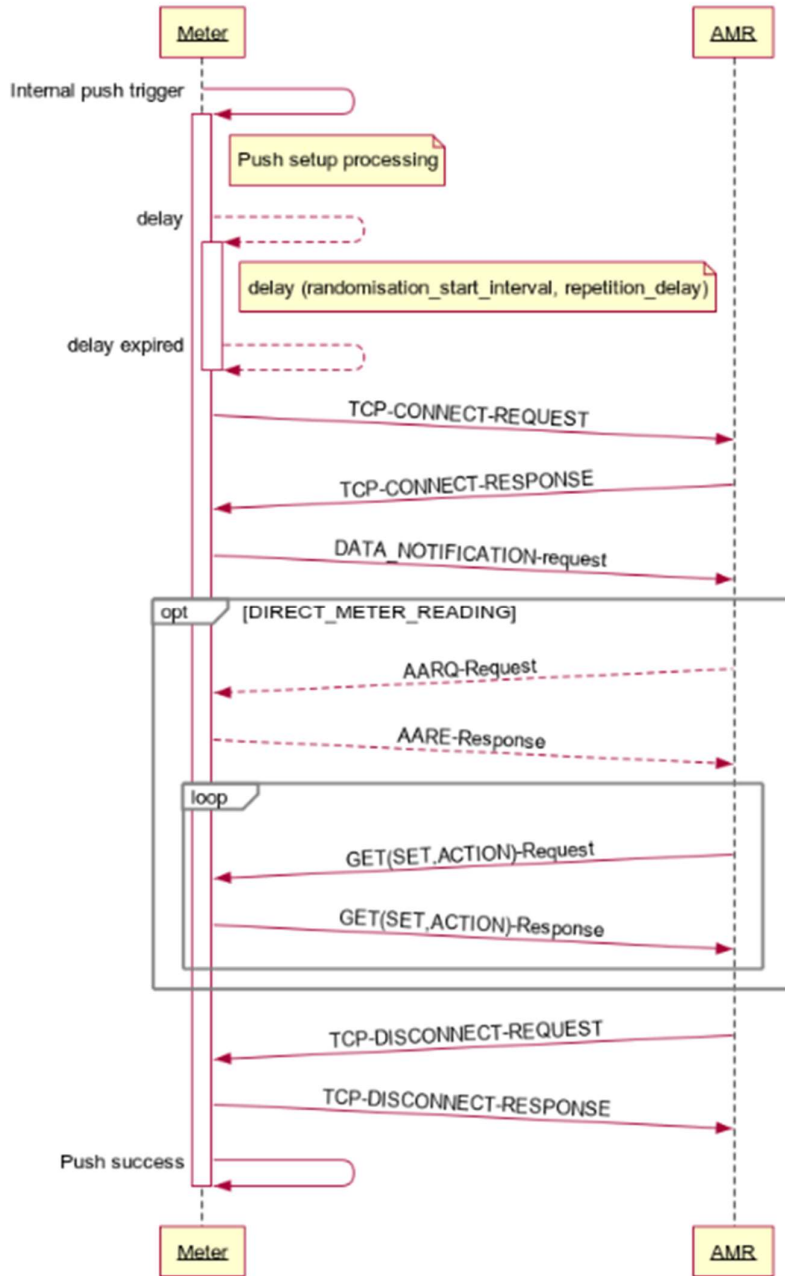 Meter
AMR
Internal push trigger
Push setup processing
delay
delay (randomisation_start_interval, repetition_delay)
delay expired
TCP-CONNECT-REQUEST
TCP-CONNECT-RESPONSE
DATA_NOTIFICATION-request
opt
[DIRECT_METER_READING]
AARQ-Request
AARE-Response
loop
GET(SET,ACTION)-Request
GET(SET,ACTION)-Response
TCP-DISCONNECT-REQUEST
TCP-DISCONNECT-RESPONSE
Push success
Meter
AMR